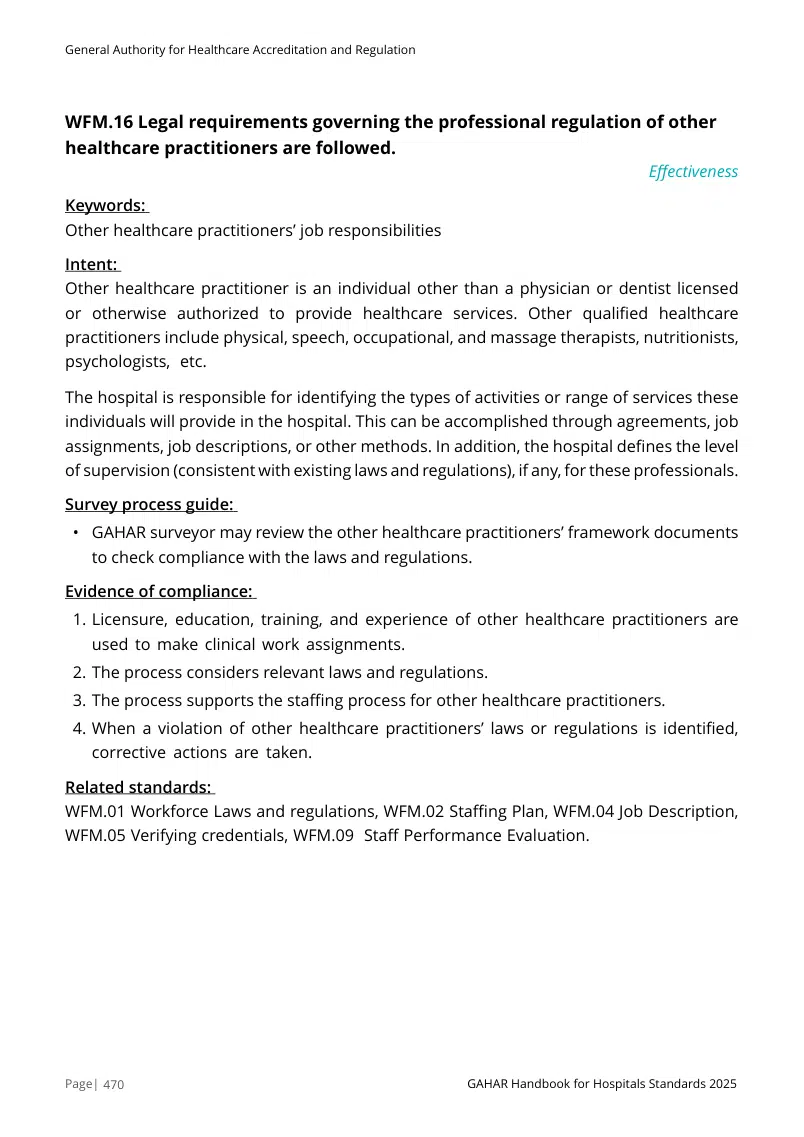 General Authority for Healthcare Accreditation and Regulation
WFM.16 Legal requirements governing the professional regulation of other
healthcare practitioners are followed.
Effectiveness
Keywords:
Other healthcare practitioners’ job responsibilities
Intent:
Other healthcare practitioner is an individual other than a physician or dentist licensed
or otherwise authorized to provide healthcare services. Other qualified healthcare
practitioners include physical, speech, occupational, and massage therapists, nutritionists,
psychologists, etc.
The hospital is responsible for identifying the types of activities or range of services these
individuals will provide in the hospital. This can be accomplished through agreements, job
assignments, job descriptions, or other methods. In addition, the hospital defines the level
of supervision (consistent with existing laws and regulations), if any, for these professionals.
Survey process guide:
• GAHAR surveyor may review the other healthcare practitioners’ framework documents
to check compliance with the laws and regulations.
Evidence of compliance:
1. Licensure, education, training, and experience of other healthcare practitioners are
used to make clinical work assignments.
2. The process considers relevant laws and regulations.
3. The process supports the staffing process for other healthcare practitioners.
4. When a violation of other healthcare practitioners’ laws or regulations is identified,
corrective actions are taken.
Related standards:
WFM.01 Workforce Laws and regulations, WFM.02 Staffing Plan, WFM.04 Job Description,
WFM.05 Verifying credentials, WFM.09 Staff Performance Evaluation.
Page| 470
GAHAR Handbook for Hospitals Standards 2025